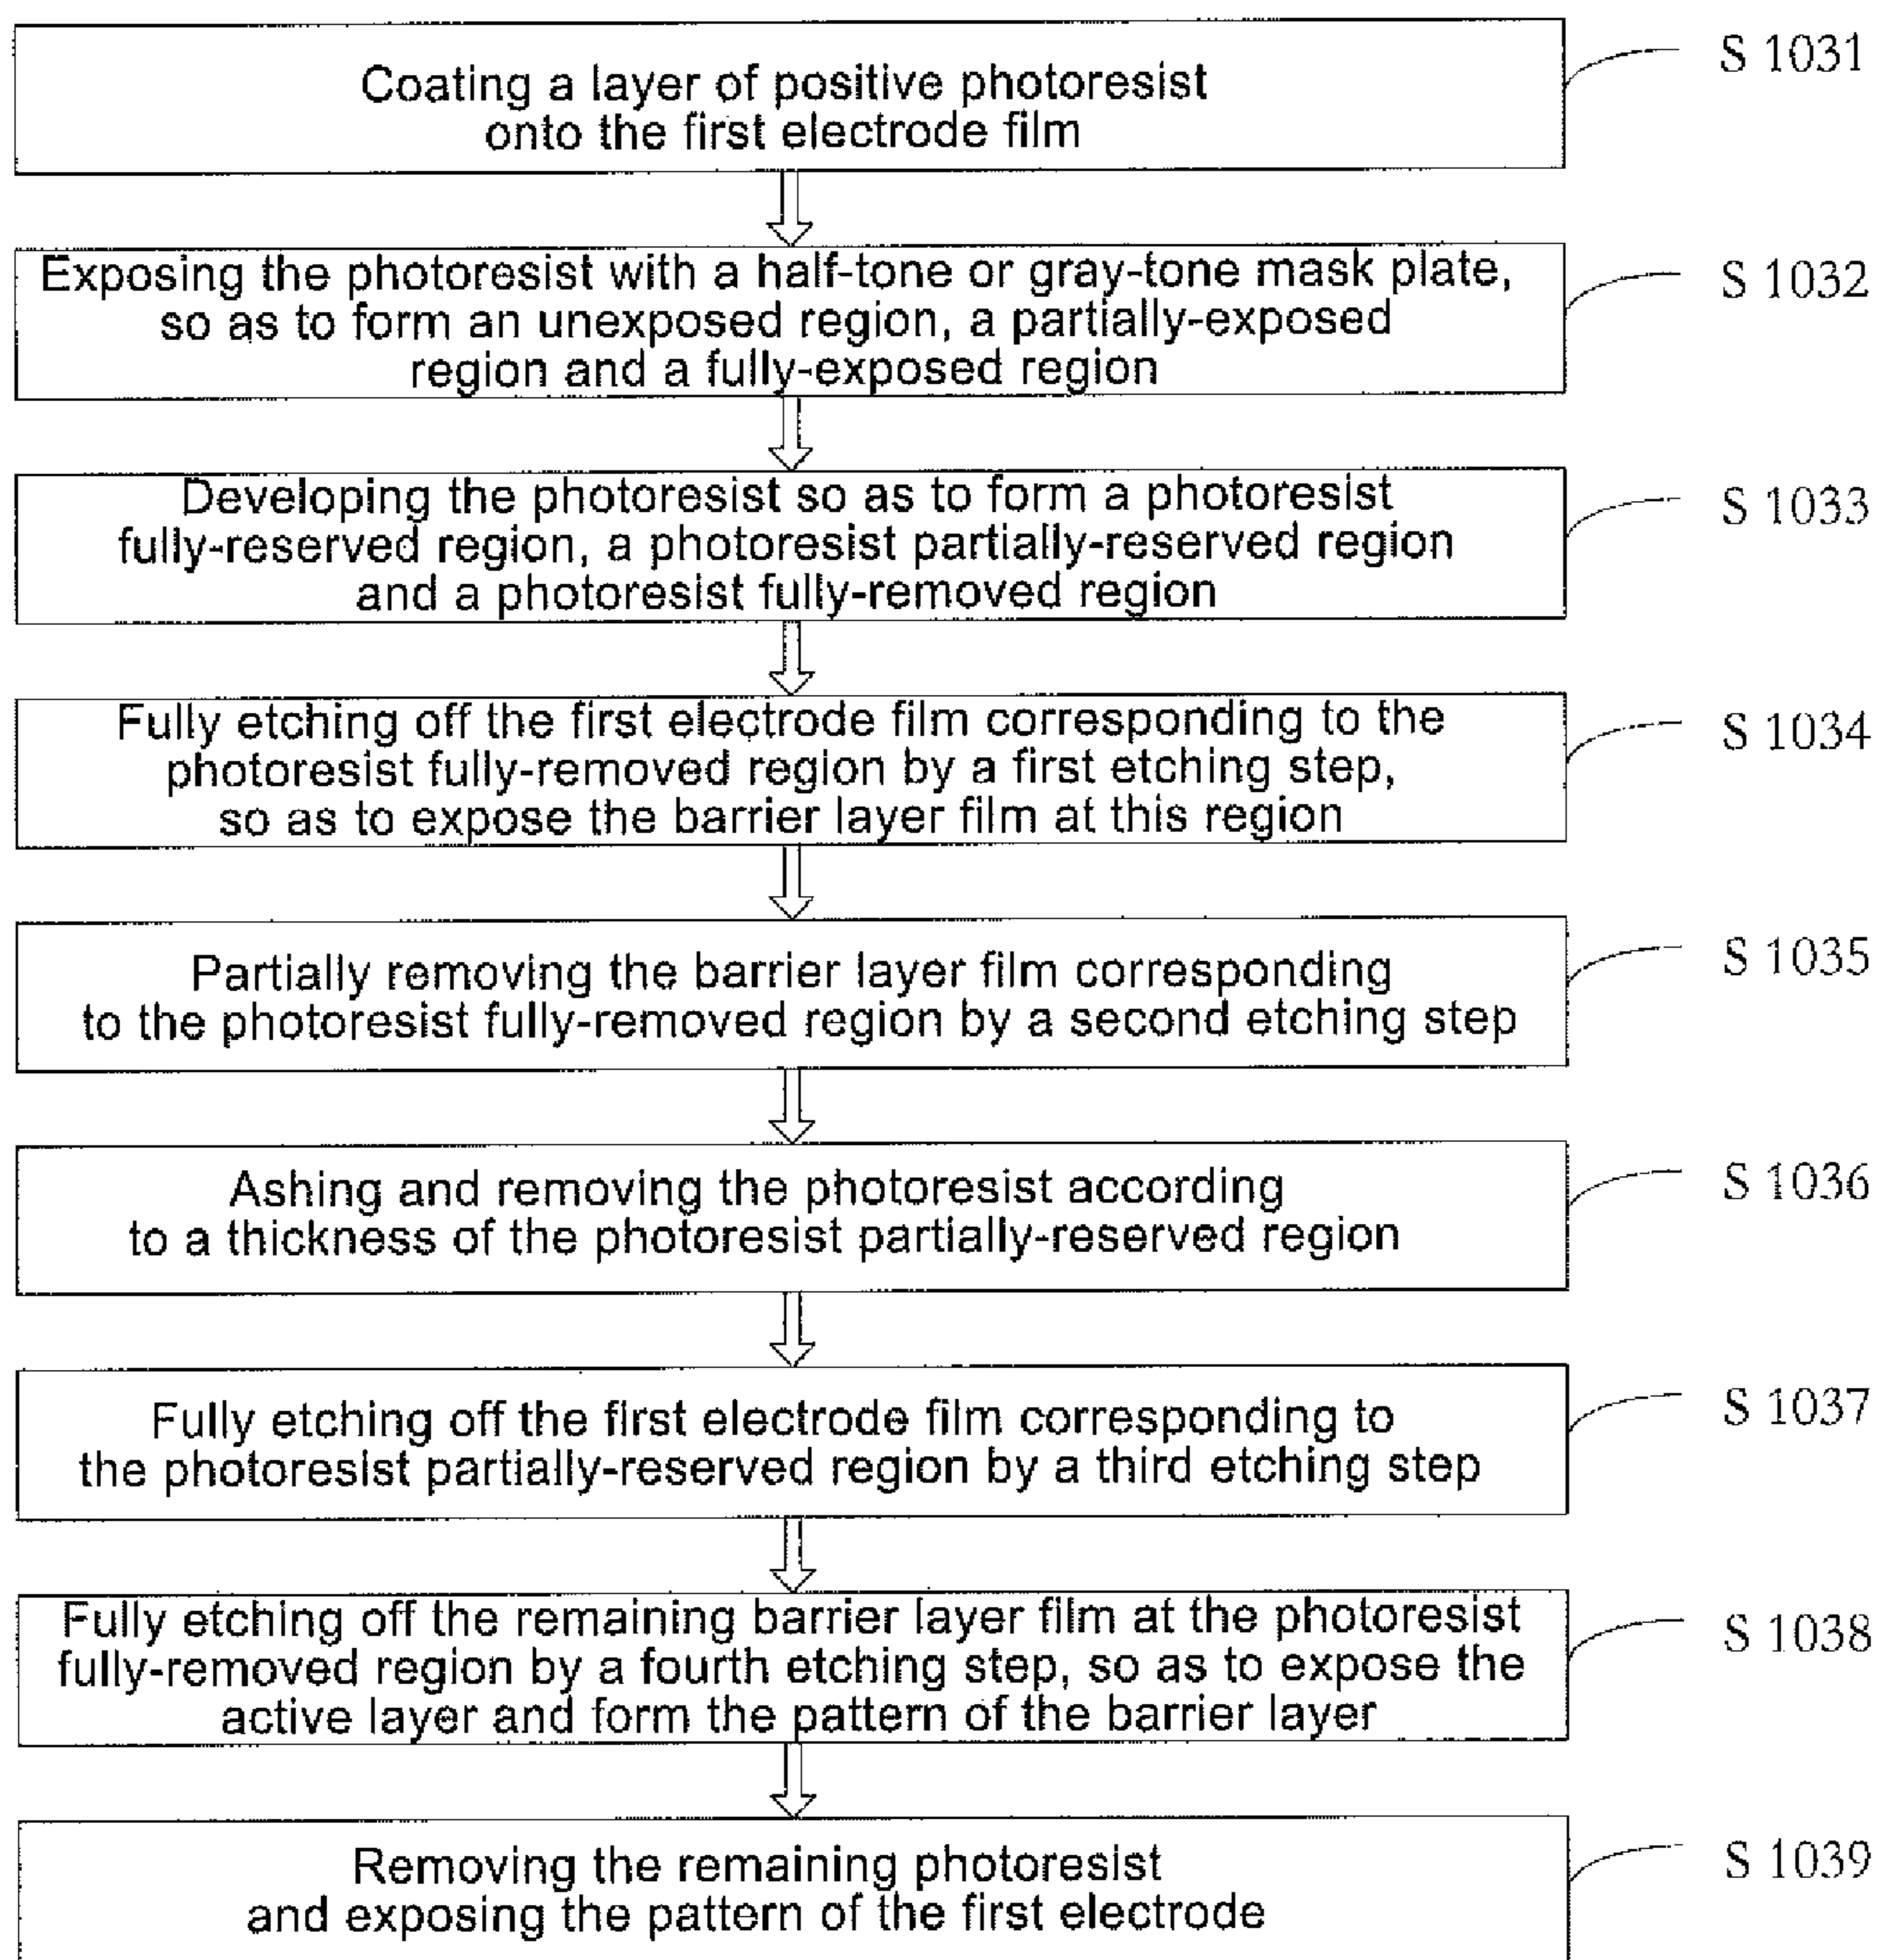 Coating a layer of positive photoresist
onto the first electrode film
S 1031
Exposing the photoresist with a half-tone or gray-tone mask plate,
so as to form an unexposed region, a partially-exposed
region and a fully-exposed region
S 1032
Developing the photoresist so as to form a photoresist
fully-reserved region, a photoresist partially-reserved region
and a photoresist fully-removed region
S 1033
Fully etching off the first electrode film corresponding to the
photoresist fully-removed region by a first etching step,
so as to expose the barrier layer film at this region
S 1034
Partially removing the barrier layer film corresponding
to the photoresist fully-removed region by a second etching step
S 1035
Ashing and removing the photoresist according
to a thickness of the photoresist partially-reserved region
S 1036
Fully etching off the first electrode film corresponding to
the photoresist partially-reserved region by a third etching step
S 1037
Fully etching off the remaining barrier layer film at the photoresist
fully-removed region by a fourth etching step, so as to expose the
active layer and form the pattern of the barrier layer
S 1038
Removing the remaining photoresist
and exposing the pattern of the first electrode
S 1039